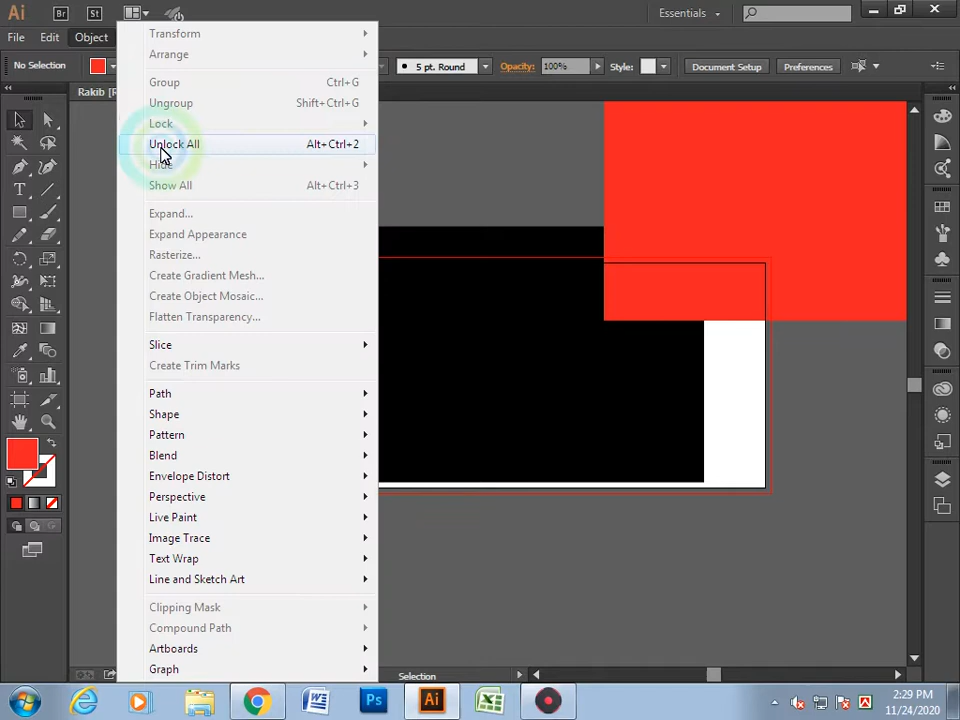 Ai Br St Essentials
File Edit Object
No Selection 5 pt. Round Opacity: 100% Style: Document Setup Preferences
Rakib [R
Transform
Arrange
Group Ctrl+G
Ungroup Shift+Ctrl+G
Lock
Unlock All Alt+Ctrl+2
Hide
Show All Alt+Ctrl+3
Expand...
Expand Appearance
Rasterize...
Create Gradient Mesh...
Create Object Mosaic...
Flatten Transparency...
Slice
Create Trim Marks
Path
Shape
Pattern
Blend
Envelope Distort
Perspective
Live Paint
Image Trace
Text Wrap
Line and Sketch Art
Clipping Mask
Compound Path
Artboards
Graph
Selection
Ps Ai
2:29 PM
11/24/2020